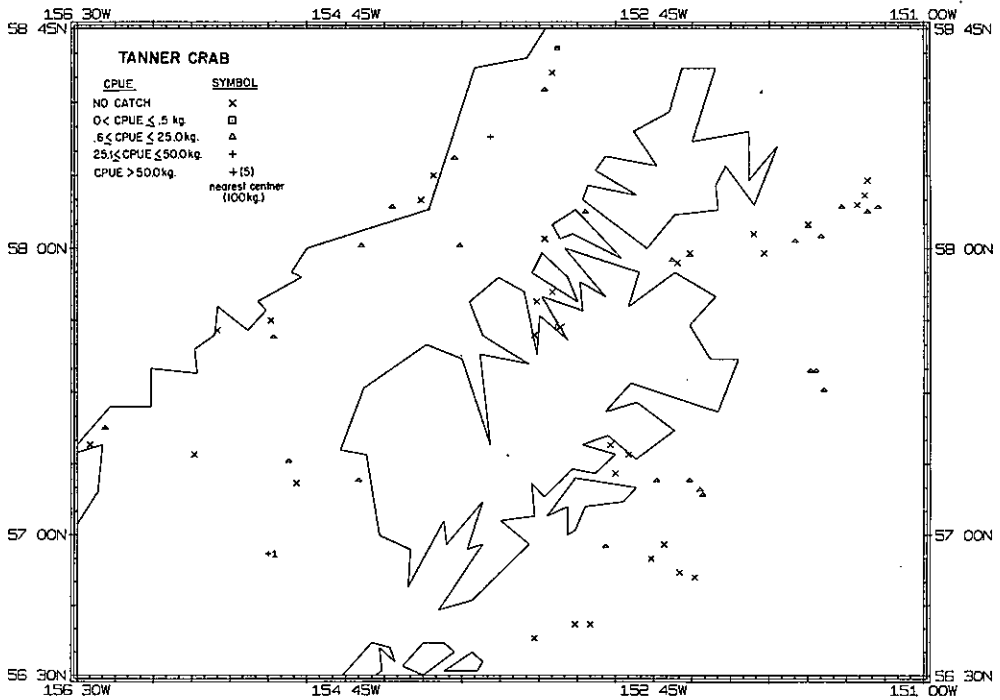 156 30W 154 45W 152 45W 151 00W
58 45N 58 45N
TANNER CRAB
CPUE SYMBOL
NO CATCH ×
0< CPUE ≤ .5 kg. □
.6 ≤ CPUE ≤ 25.0kg. △
25.1≤ CPUE ≤50.0kg. +
CPUE > 50.0kg. +(5)
nearest centner
(100kg.)
58 00N 58 00N
57 00N 57 00N
+1
56 30N 56 30N
156 30W 154 45W 152 45W 151 00W